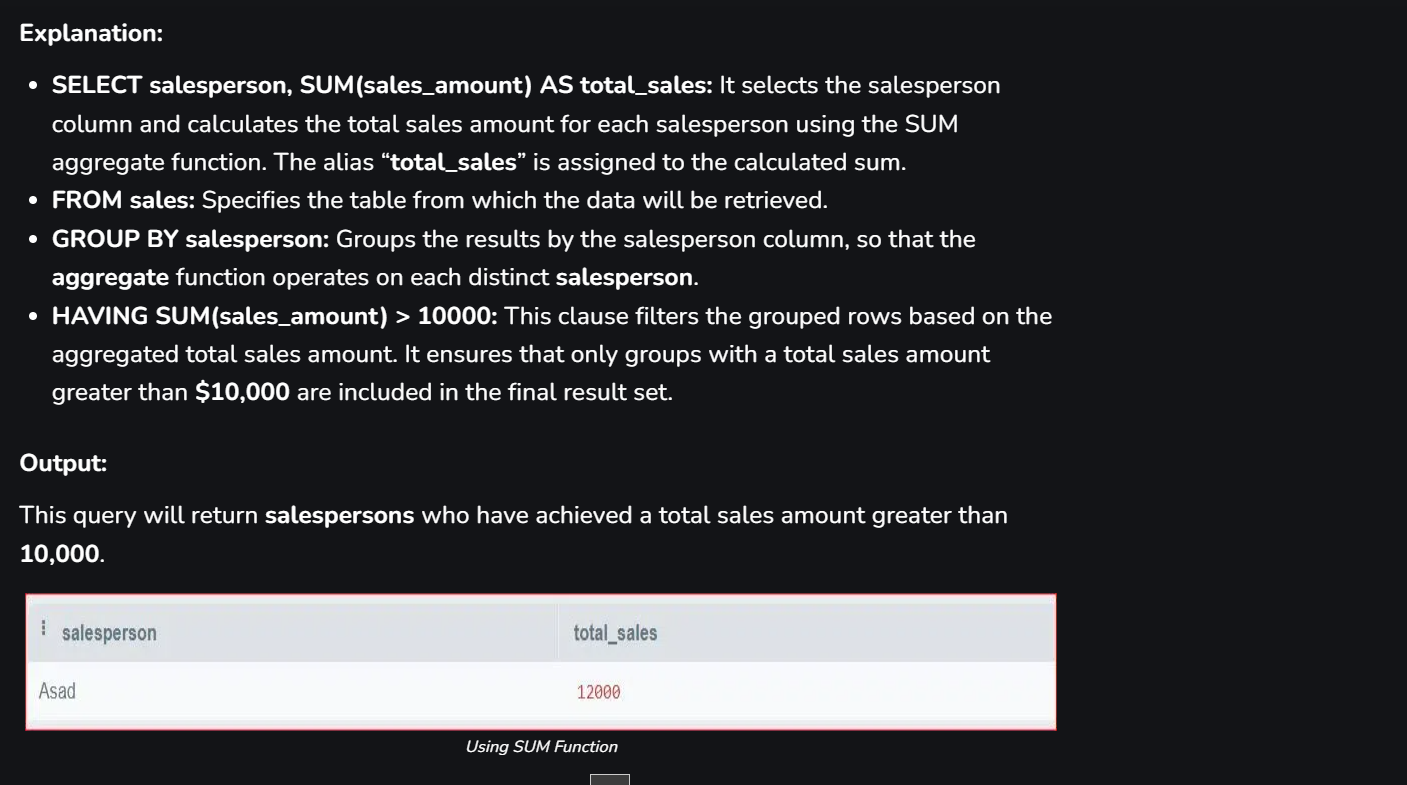 Explanation:
• SELECT salesperson, SUM(sales_amount) AS total_sales: It selects the salesperson
column and calculates the total sales amount for each salesperson using the SUM
aggregate function. The alias “total_sales” is assigned to the calculated sum.
• FROM sales: Specifies the table from which the data will be retrieved.
• GROUP BY salesperson: Groups the results by the salesperson column, so that the
aggregate function operates on each distinct salesperson.
• HAVING SUM(sales_amount) > 10000: This clause filters the grouped rows based on the
aggregated total sales amount. It ensures that only groups with a total sales amount
greater than $10,000 are included in the final result set.
Output:
This query will return salespersons who have achieved a total sales amount greater than
10,000.
salesperson total_sales
Asad 12000
Using SUM Function